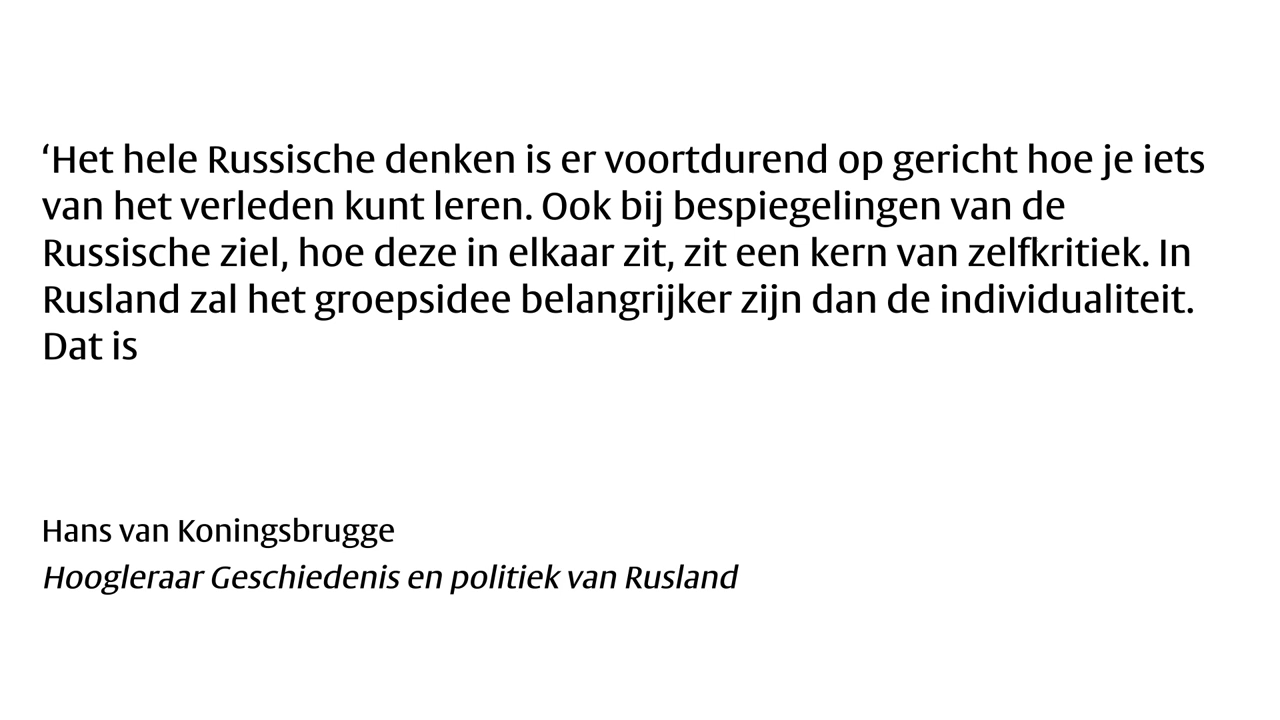 ‘Het hele Russische denken is er voortdurend op gericht hoe je iets
van het verleden kunt leren. Ook bij bespiegelingen van de
Russische ziel, hoe deze in elkaar zit, zit een kern van zelfkritiek. In
Rusland zal het groepsidee belangrijker zijn dan de individualiteit.
Dat is
Hans van Koningsbrugge
Hoogleraar Geschiedenis en politiek van Rusland